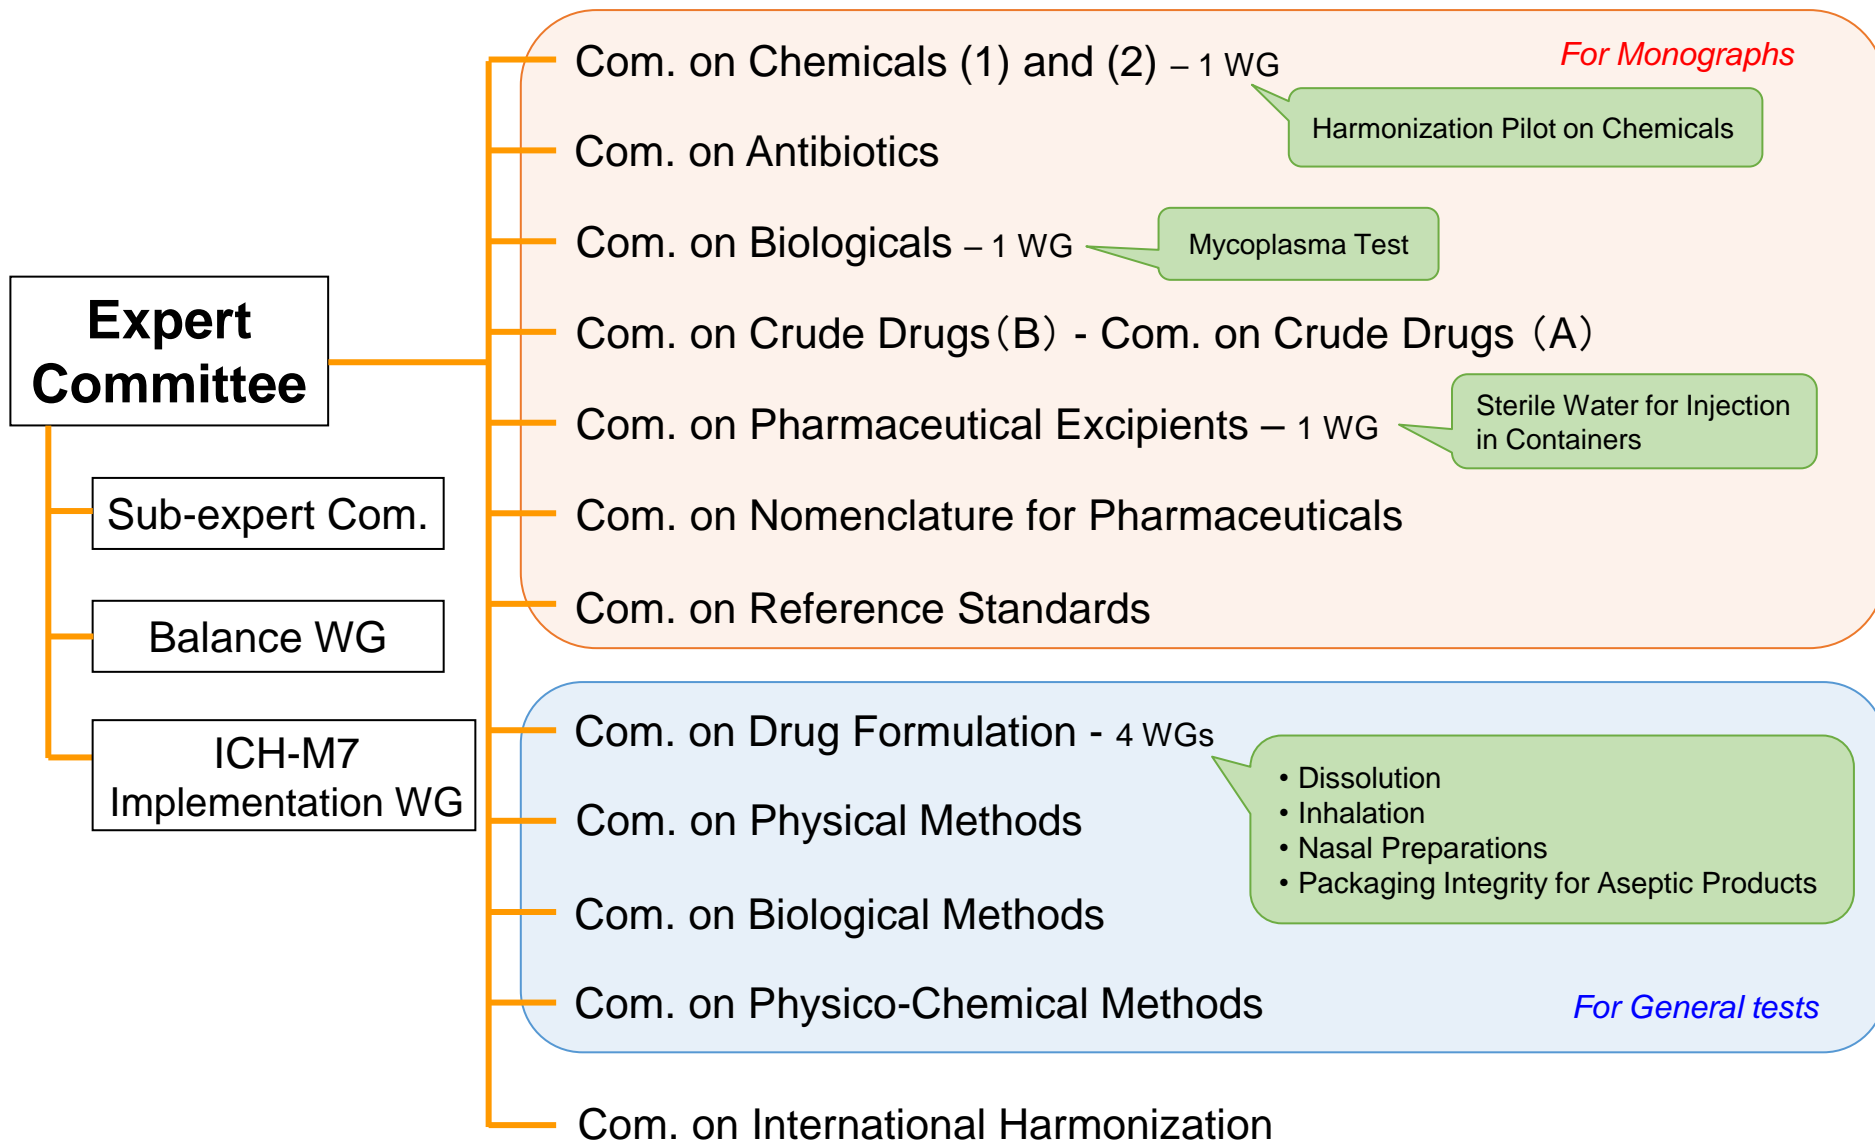 Expert
Committee
Sub-expert Com.
Balance WG
ICH-M7
Implementation WG
For Monographs
Com. on Chemicals (1) and (2) – 1 WG
Harmonization Pilot on Chemicals
Com. on Antibiotics
Com. on Biologicals – 1 WG
Mycoplasma Test
Com. on Crude Drugs（B）- Com. on Crude Drugs（A）
Com. on Pharmaceutical Excipients – 1 WG
Sterile Water for Injection
in Containers
Com. on Nomenclature for Pharmaceuticals
Com. on Reference Standards
Com. on Drug Formulation - 4 WGs
• Dissolution
• Inhalation
• Nasal Preparations
• Packaging Integrity for Aseptic Products
Com. on Physical Methods
Com. on Biological Methods
Com. on Physico-Chemical Methods
For General tests
Com. on International Harmonization